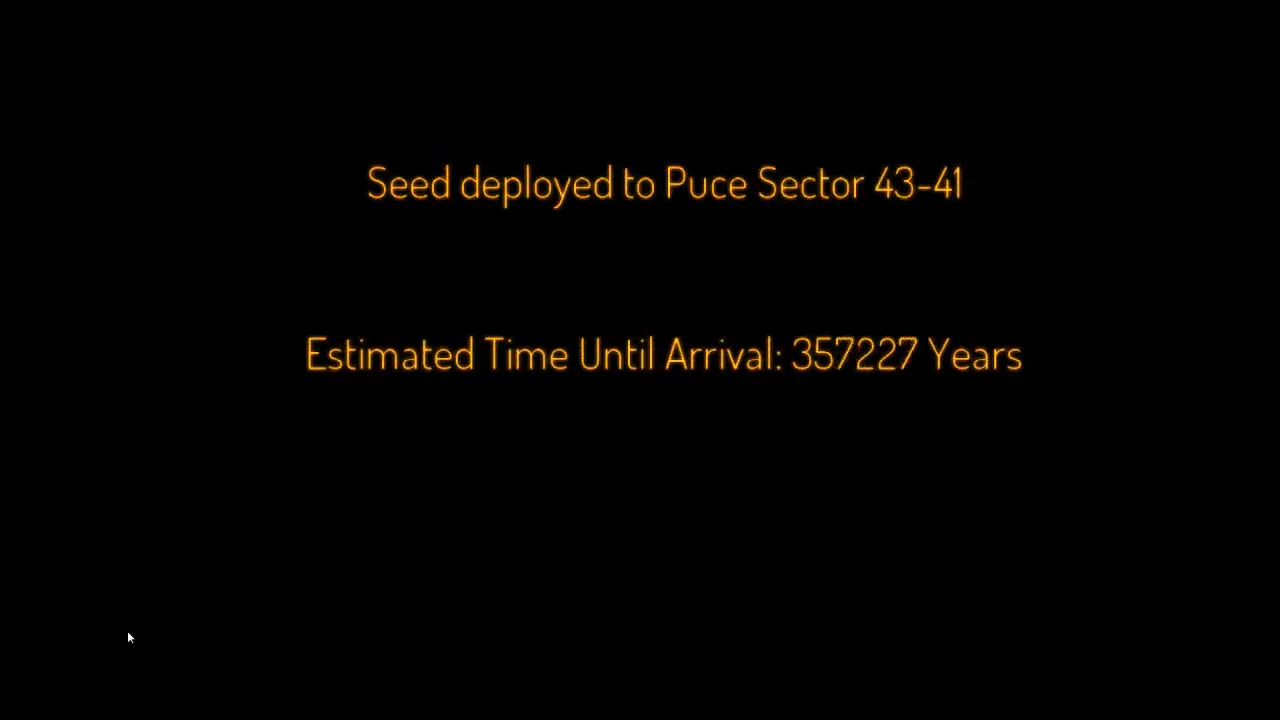 Seed deployed to Puce Sector 43-41
Estimated Time Until Arrival: 357227 Years